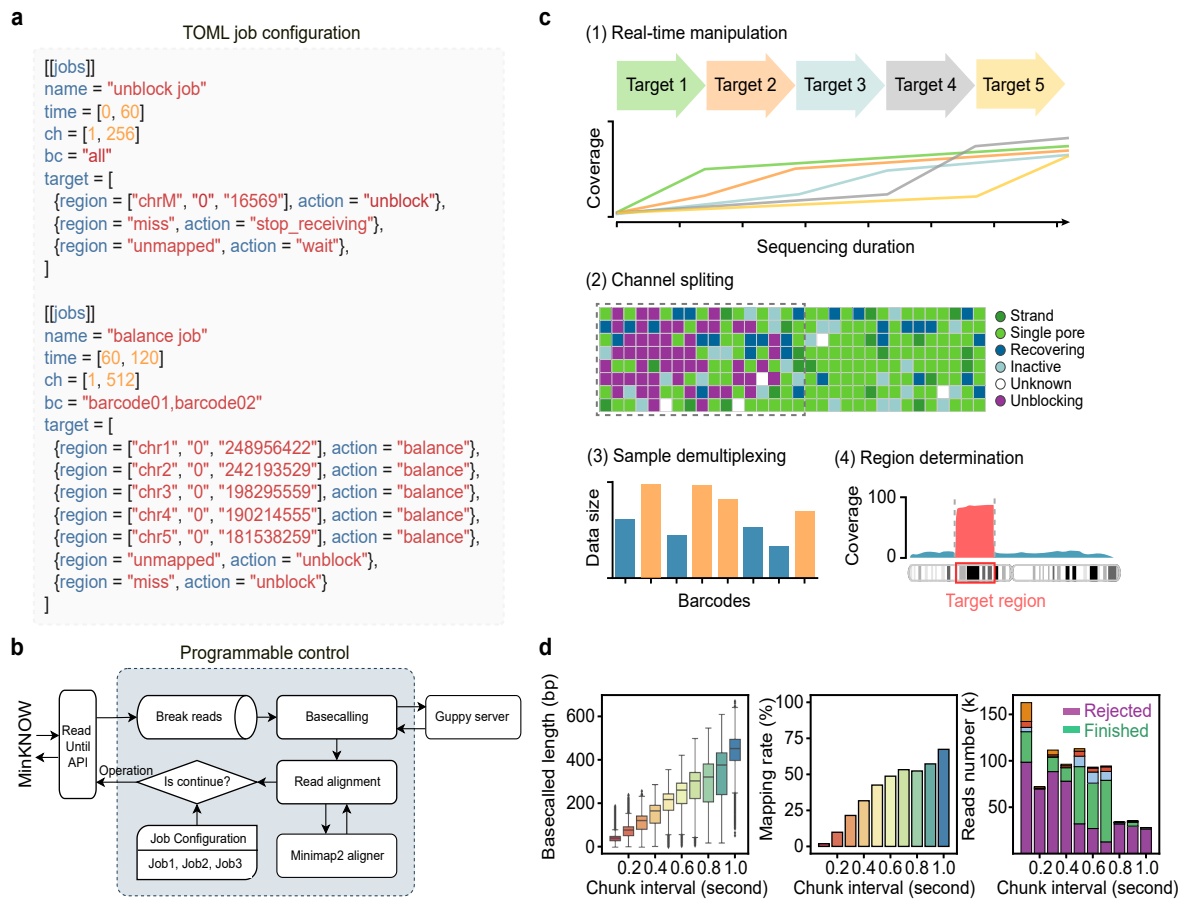 a
TOML job configuration
[[jobs]]
name = "unblock job"
time = [0, 60]
ch = [1, 256]
bc = "all"
target = [
{region = ["chrM", "0", "16569"], action = "unblock"},
{region = "miss", action = "stop_receiving"},
{region = "unmapped", action = "wait"},
]
[[jobs]]
name = "balance job"
time = [60, 120]
ch = [1, 512]
bc = "barcode01,barcode02"
target = [
{region = ["chr1", "0", "248956422"], action = "balance"},
{region = ["chr2", "0", "242193529"], action = "balance"},
{region = ["chr3", "0", "198295559"], action = "balance"},
{region = ["chr4", "0", "190214555"], action = "balance"},
{region = ["chr5", "0", "181538259"], action = "balance"},
{region = "unmapped", action = "unblock"},
{region = "miss", action = "unblock"}
]
b
Programmable control
MinKNOW
Read
Until
API
Break reads
Basecalling
Guppy server
Operation
Is continue?
Read alignment
Job Configuration
Job1, Job2, Job3
Minimap2 aligner
c
(1) Real-time manipulation
Target 1
Target 2
Target 3
Target 4
Target 5
Coverage
Sequencing duration
(2) Channel spliting
Strand
Single pore
Recovering
Inactive
Unknown
Unblocking
(3) Sample demultiplexing
Data size
Barcodes
(4) Region determination
Coverage
100
0
Target region
d
Basecalled length (bp)
600
400
200
0
0.2 0.4 0.6 0.8 1.0
Chunk interval (second)
Mapping rate (%)
100
75
50
25
0
0.2 0.4 0.6 0.8 1.0
Chunk interval (second)
Reads number (k)
150
100
50
Rejected
Finished
0.2 0.4 0.6 0.8 1.0
Chunk interval (second)